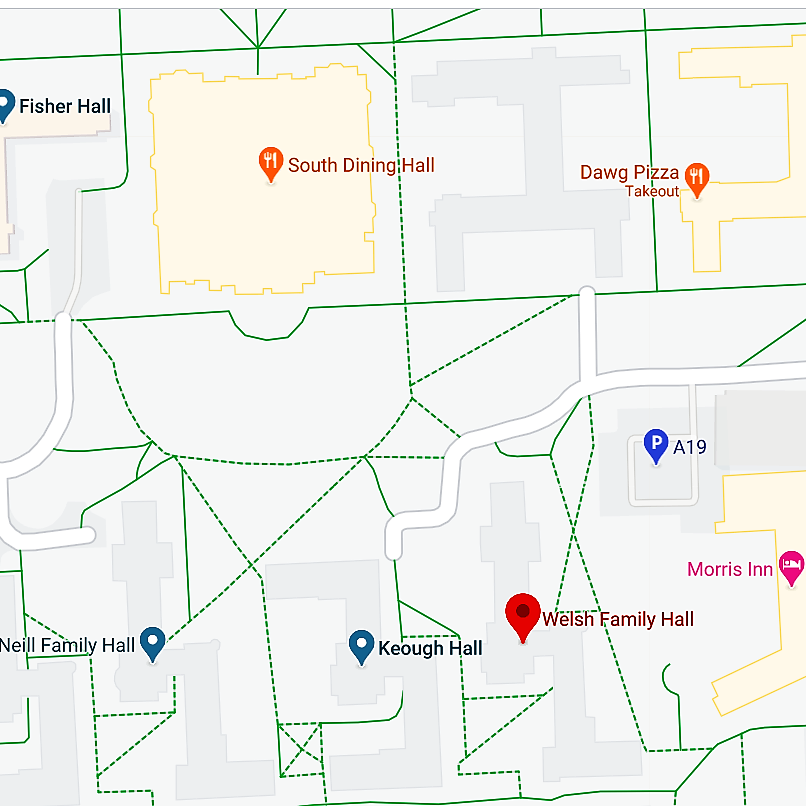 Fisher Hall
South Dining Hall
Dawg Pizza
Takeout
P A19
Morris Inn
Welsh Family Hall
Neill Family Hall
Keough Hall